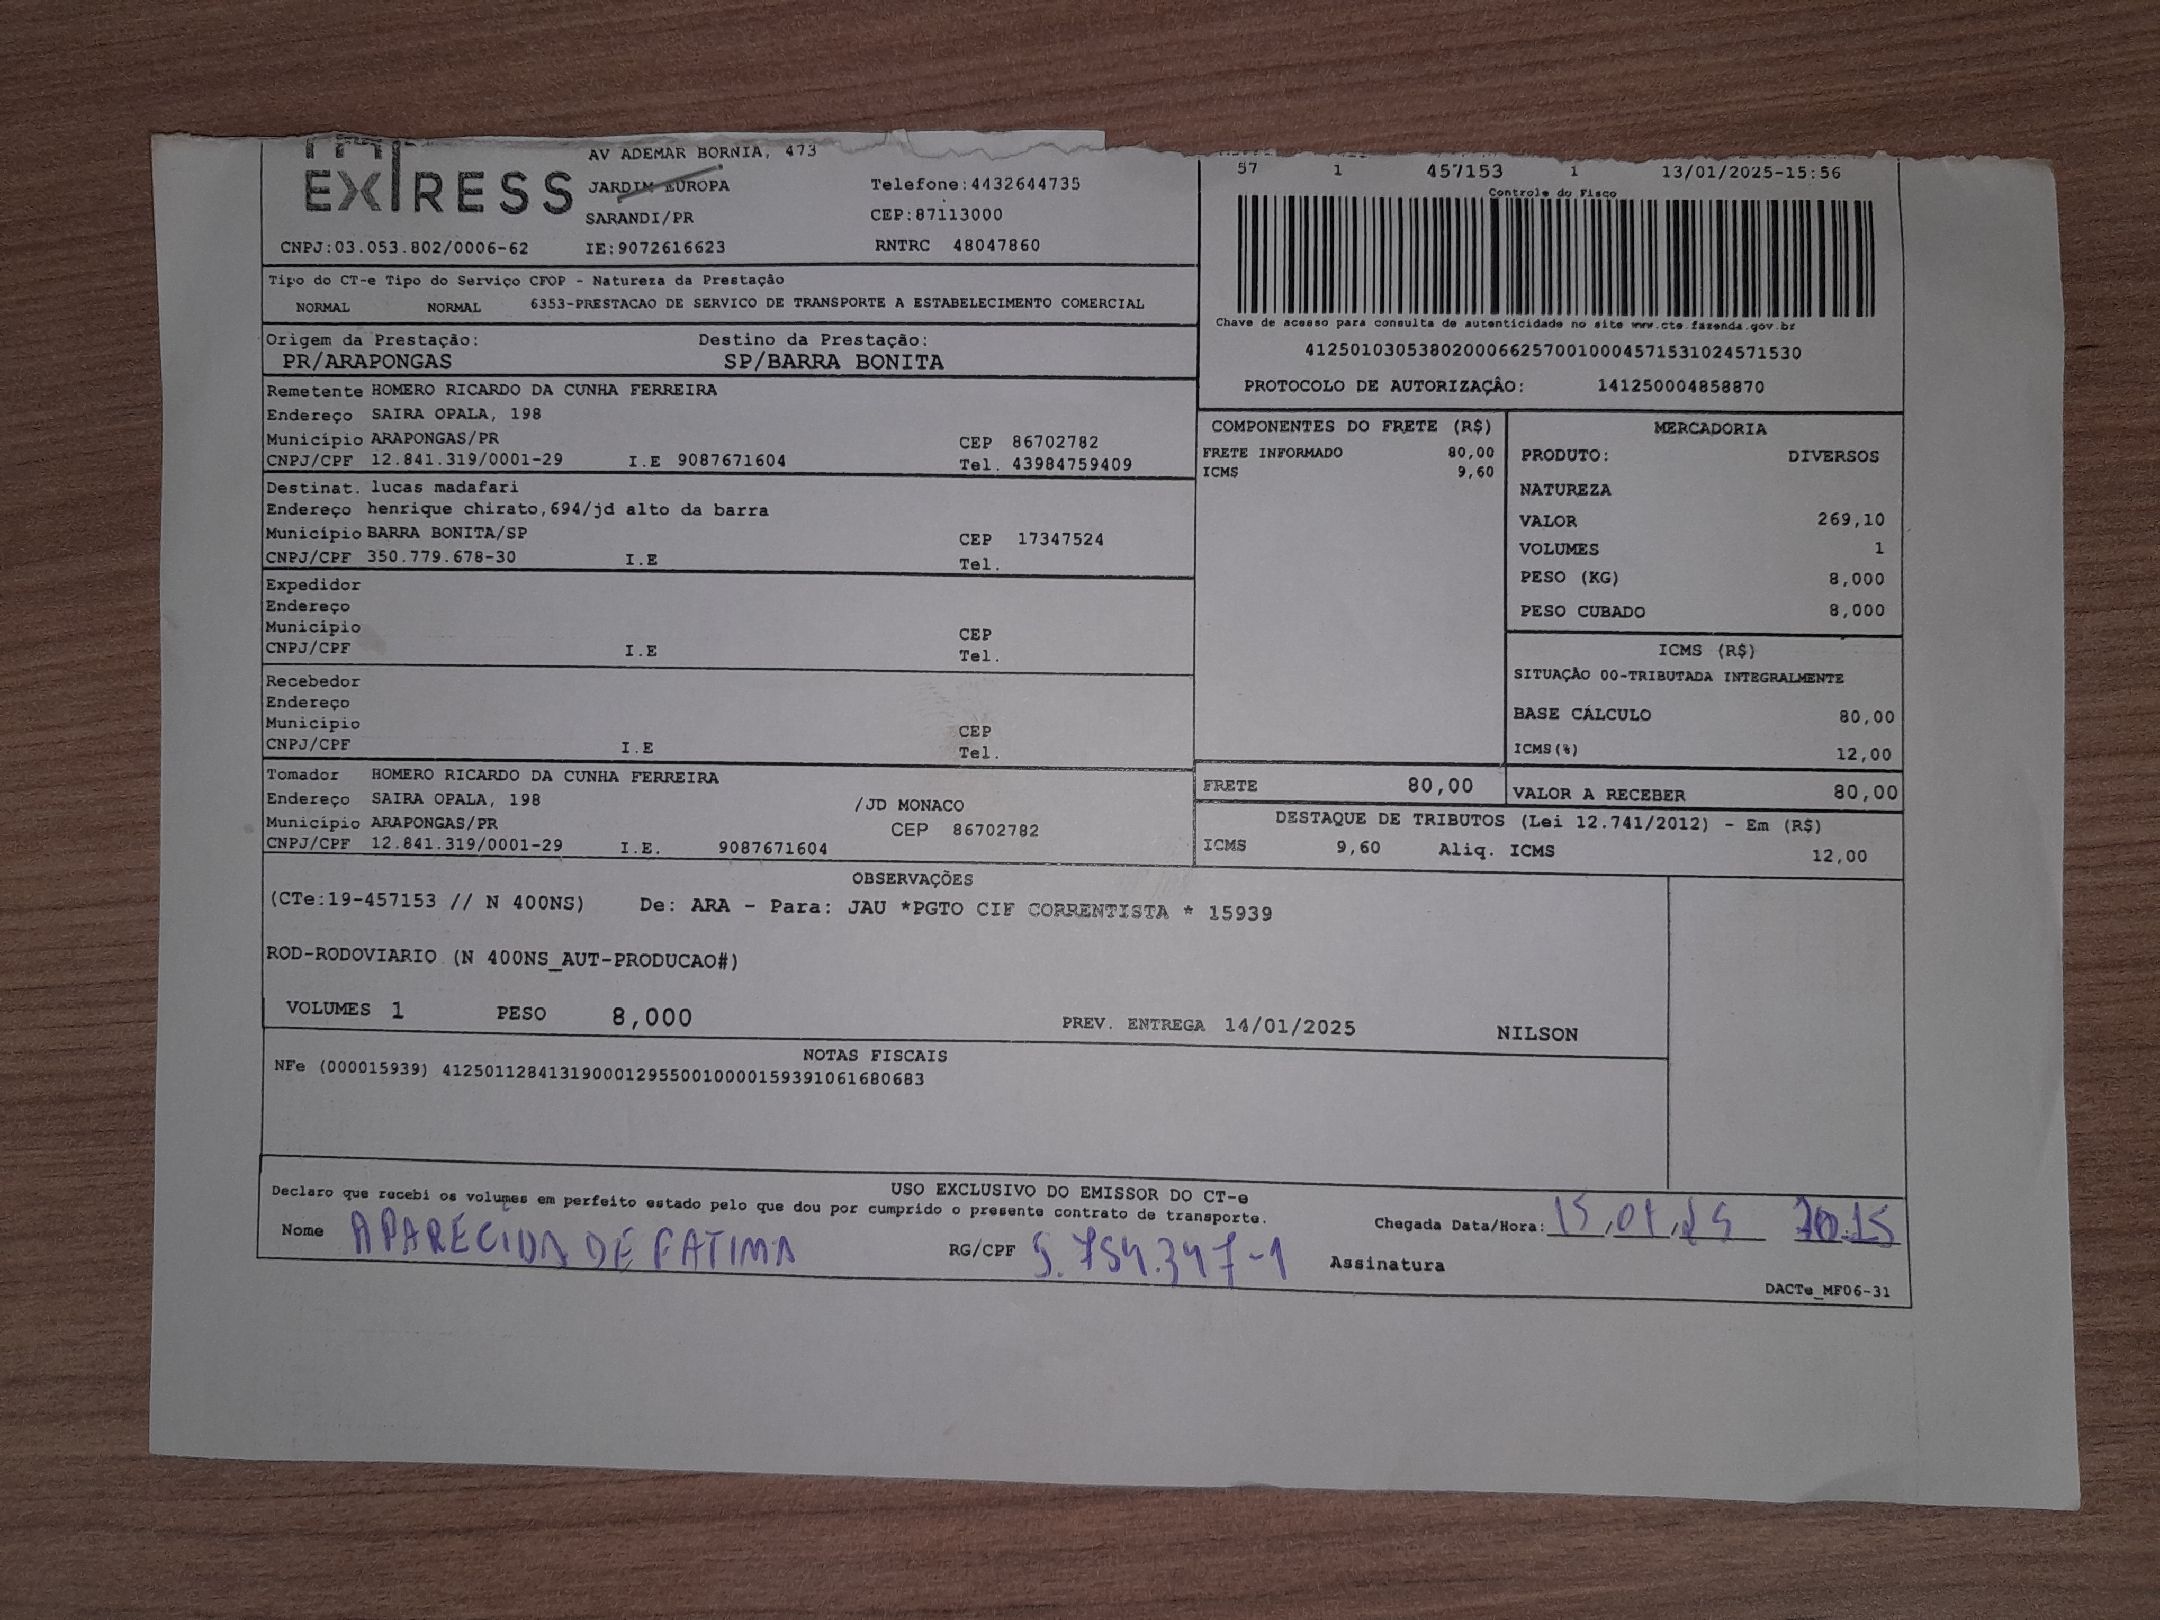 EXPRESS
AV ADEMAR BORNIA, 473
JARDIM EUROPA
Telefone:4432644735
SARANDI/PR
CEP:87113000
CNPJ:03.053.802/0006-62 IE:9072616623 RNTRC 48047860
57 1 457153 1 13/01/2025-15:56
Controle do Fisco
Chave de acesso para consulta de autenticidade no site www.cte.fazenda.gov.br
41250103053802000662570010004571531024571530
PROTOCOLO DE AUTORIZAÇÃO: 141250004858870
Tipo do CT-e Tipo do Serviço CFOP - Natureza da Prestação
NORMAL NORMAL 6353-PRESTACAO DE SERVICO DE TRANSPORTE A ESTABELECIMENTO COMERCIAL
Origem da Prestação: Destino da Prestação:
PR/ARAPONGAS SP/BARRA BONITA
Remetente HOMERO RICARDO DA CUNHA FERREIRA
Endereço SAIRA OPALA, 198
Município ARAPONGAS/PR CEP 86702782
CNPJ/CPF 12.841.319/0001-29 I.E 9087671604 Tel. 43984759409
Destinat. lucas madafari
Endereço henrique chirato,694/jd alto da barra
Município BARRA BONITA/SP CEP 17347524
CNPJ/CPF 350.779.678-30 I.E Tel.
Expedidor
Endereço
Município CEP
CNPJ/CPF I.E Tel.
Recebedor
Endereço
Município CEP
CNPJ/CPF I.E Tel.
Tomador HOMERO RICARDO DA CUNHA FERREIRA
Endereço SAIRA OPALA, 198 /JD MONACO
Município ARAPONGAS/PR CEP 86702782
CNPJ/CPF 12.841.319/0001-29 I.E. 9087671604
COMPONENTES DO FRETE (R$)
FRETE INFORMADO 80,00
ICMS 9,60
MERCADORIA
PRODUTO: DIVERSOS
NATUREZA
VALOR 269,10
VOLUMES 1
PESO (KG) 8,000
PESO CUBADO 8,000
ICMS (R$)
SITUAÇÃO 00-TRIBUTADA INTEGRALMENTE
BASE CÁLCULO 80,00
ICMS(%) 12,00
FRETE 80,00 VALOR A RECEBER 80,00
DESTAQUE DE TRIBUTOS (Lei 12.741/2012) - Em (R$)
ICMS 9,60 Aliq. ICMS 12,00
OBSERVAÇÕES
(CTe:19-457153 // N 400NS) De: ARA - Para: JAU *PGTO CIF CORRENTISTA * 15939
ROD-RODOVIARIO (N 400NS_AUT-PRODUCAO#)
VOLUMES 1 PESO 8,000 PREV. ENTREGA 14/01/2025 NILSON
NOTAS FISCAIS
NFe (000015939) 41250112841319000129550010000159391061680683
USO EXCLUSIVO DO EMISSOR DO CT-e
Declaro que recebi os volumes em perfeito estado pelo que dou por cumprido o presente contrato de transporte.
Chegada Data/Hora: 15,01,25
Nome APARECIDA DE FATIMA RG/CPF 5.754.347-1 Assinatura
DACTe_MF06-31